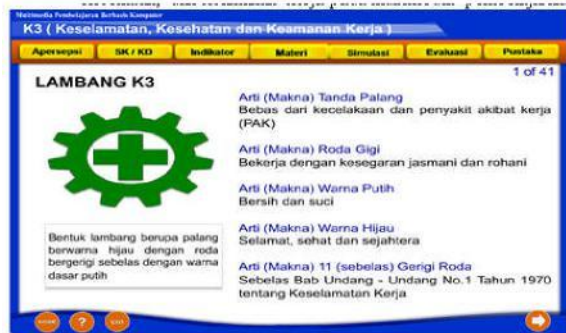 Multimedia Pembelajaran Berbasis Komputer
K3 ( Keselamatan, Kesehatan dan Keamanan Kerja )
Apersepsi SK / KD Indikator Materi Simulasi Evaluasi Pustaka
1 of 41
LAMBANG K3
Bentuk lambang berupa palang
berwarna hijau dengan roda
bergerigi sebelas dengan warna
dasar putih
Arti (Makna) Tanda Palang
Bebas dari kecelakaan dan penyakit akibat kerja
(PAK)
Arti (Makna) Roda Gigi
Bekerja dengan kesegaran jasmani dan rohani
Arti (Makna) Warna Putih
Bersih dan suci
Arti (Makna) Warna Hijau
Selamat, sehat dan sejahtera
Arti (Makna) 11 (sebelas) Gerigi Roda
Sebelas Bab Undang - Undang No.1 Tahun 1970
tentang Keselamatan Kerja
?